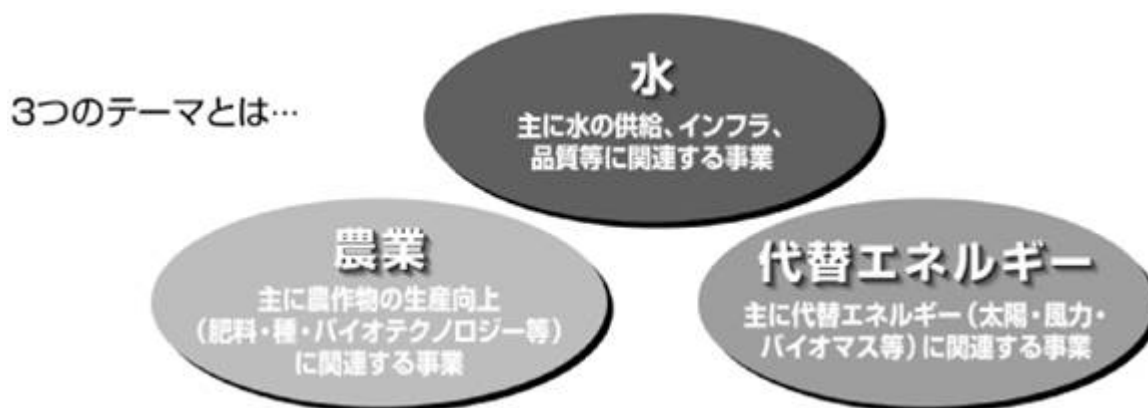 3つのテーマとは…
水
主に水の供給、インフラ、
品質等に関連する事業
農業
主に農作物の生産向上
（肥料・種・バイオテクノロジー等）
に関連する事業
代替エネルギー
主に代替エネルギー（太陽・風力・
バイオマス等）に関連する事業